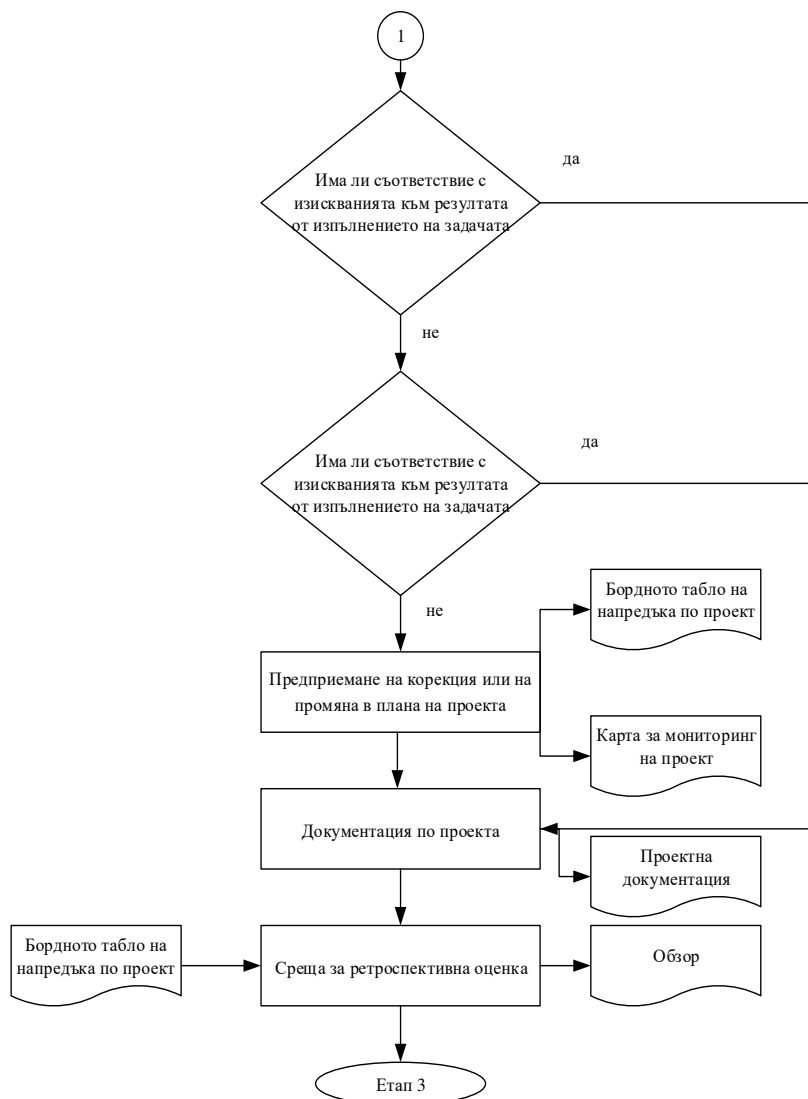 1
да
Има ли съответствие с
изискванията към резултата
от изпълнението на задачата
не
да
Има ли съответствие с
изискванията към резултата
от изпълнението на задачата
не
Бордното табло на
напредъка по проект
Предприемане на корекция или на
промяна в плана на проекта
Карта за мониторинг
на проект
Документация по проекта
Проектна
документация
Бордното табло на
напредъка по проект
Среща за ретроспективна оценка
Обзор
Етап 3